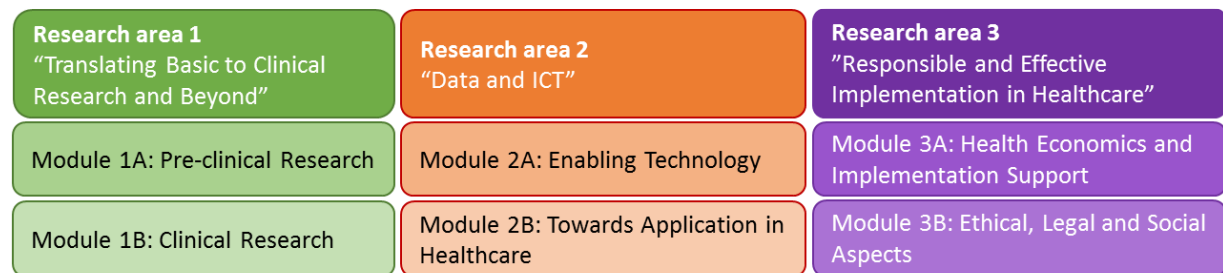 Research area 1
“Translating Basic to Clinical
Research and Beyond”
Module 1A: Pre-clinical Research
Module 1B: Clinical Research
Research area 2
“Data and ICT”
Module 2A: Enabling Technology
Module 2B: Towards Application in
Healthcare
Research area 3
”Responsible and Effective
Implementation in Healthcare”
Module 3A: Health Economics and
Implementation Support
Module 3B: Ethical, Legal and Social
Aspects